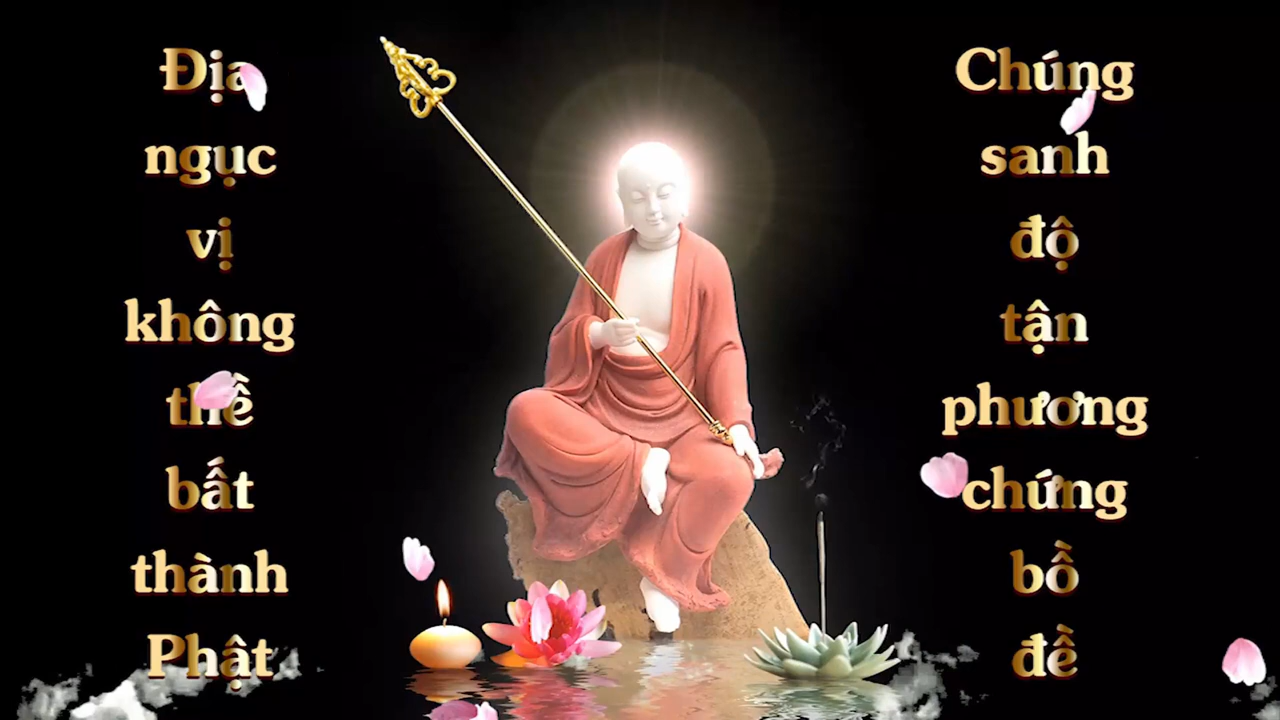 Địa
ngục
vị
không
thề
bất
thành
Phật
Chúng
sanh
độ
tận
phương
chứng
bồ
đề